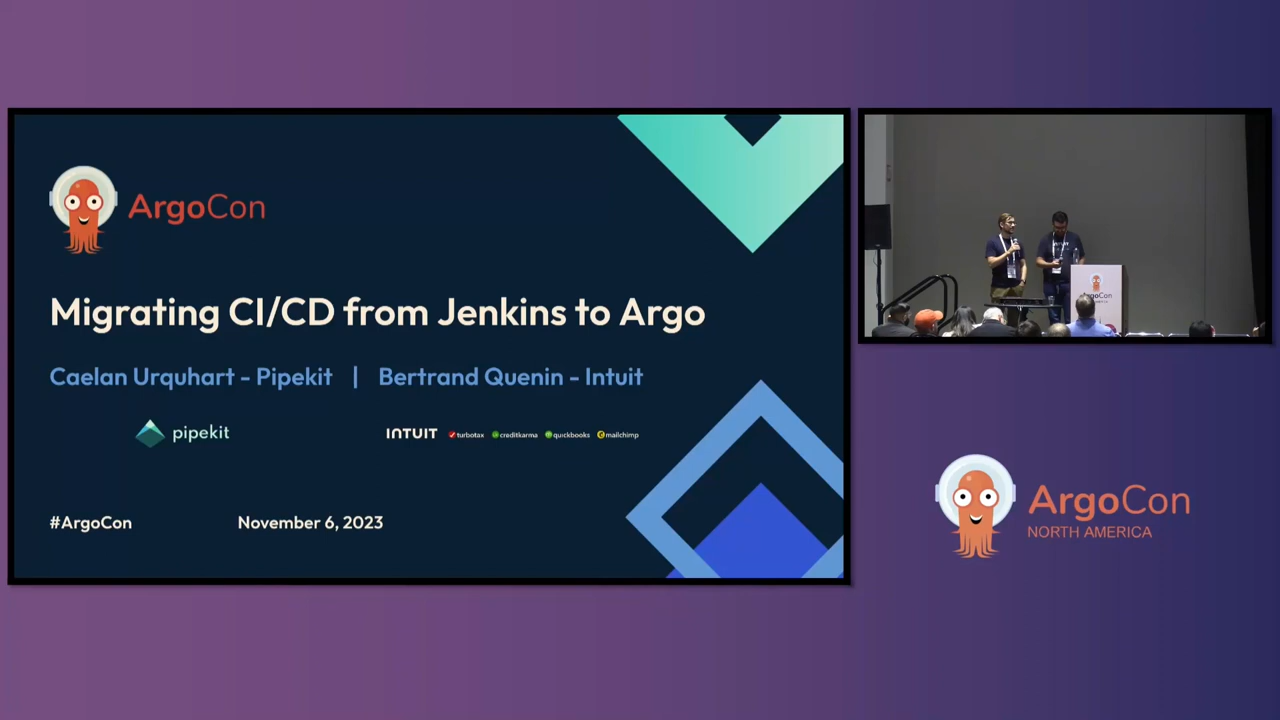 ArgoCon
Migrating CI/CD from Jenkins to Argo
Caelan Urquhart - Pipekit | Bertrand Quenin - Intuit
pipekit
INTUIT turbotax creditkarma quickbooks mailchimp
#ArgoCon November 6, 2023
ArgoCon
ArgoCon
NORTH AMERICA